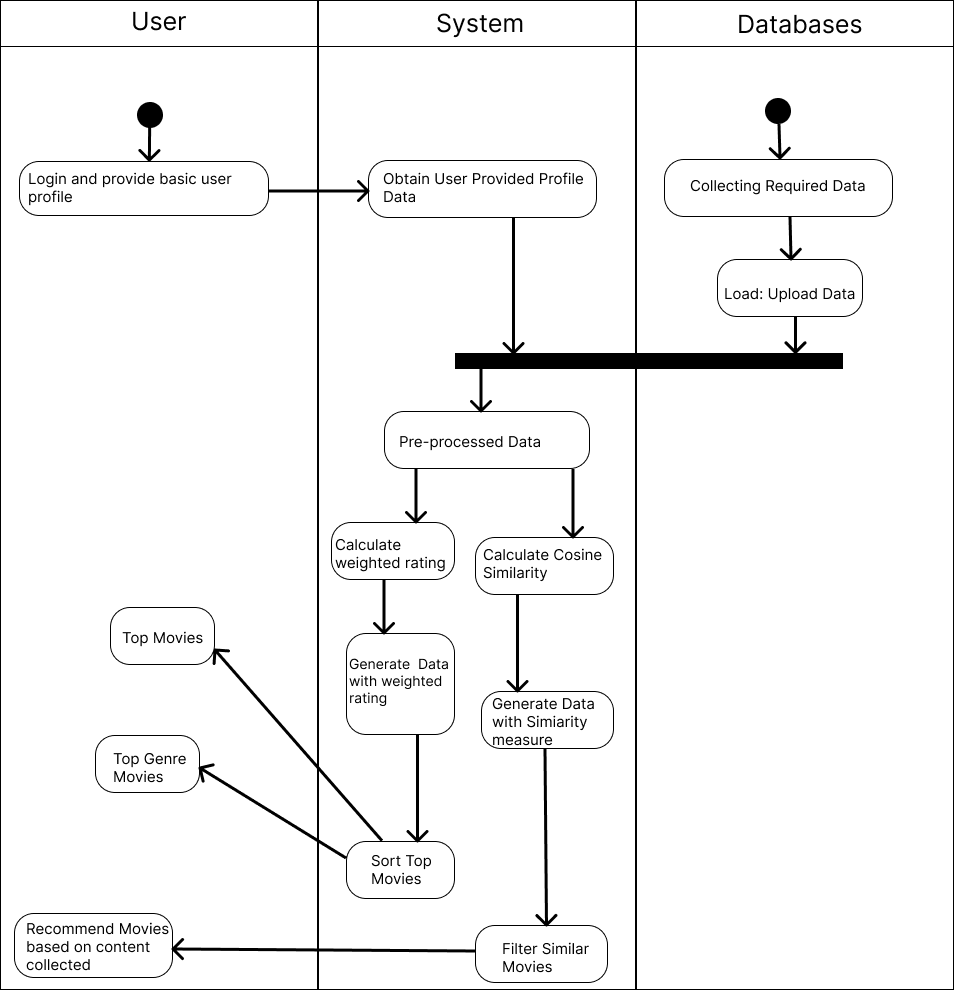 User
System
Databases
Login and provide basic user
profile
Obtain User Provided Profile
Data
Collecting Required Data
Load: Upload Data
Pre-processed Data
Calculate
weighted rating
Calculate Cosine
Similarity
Top Movies
Generate  Data
with weighted
rating
Generate Data
with Simiarity
measure
Top Genre
Movies
Sort Top
Movies
Recommend Movies
based on content
collected
Filter Similar
Movies